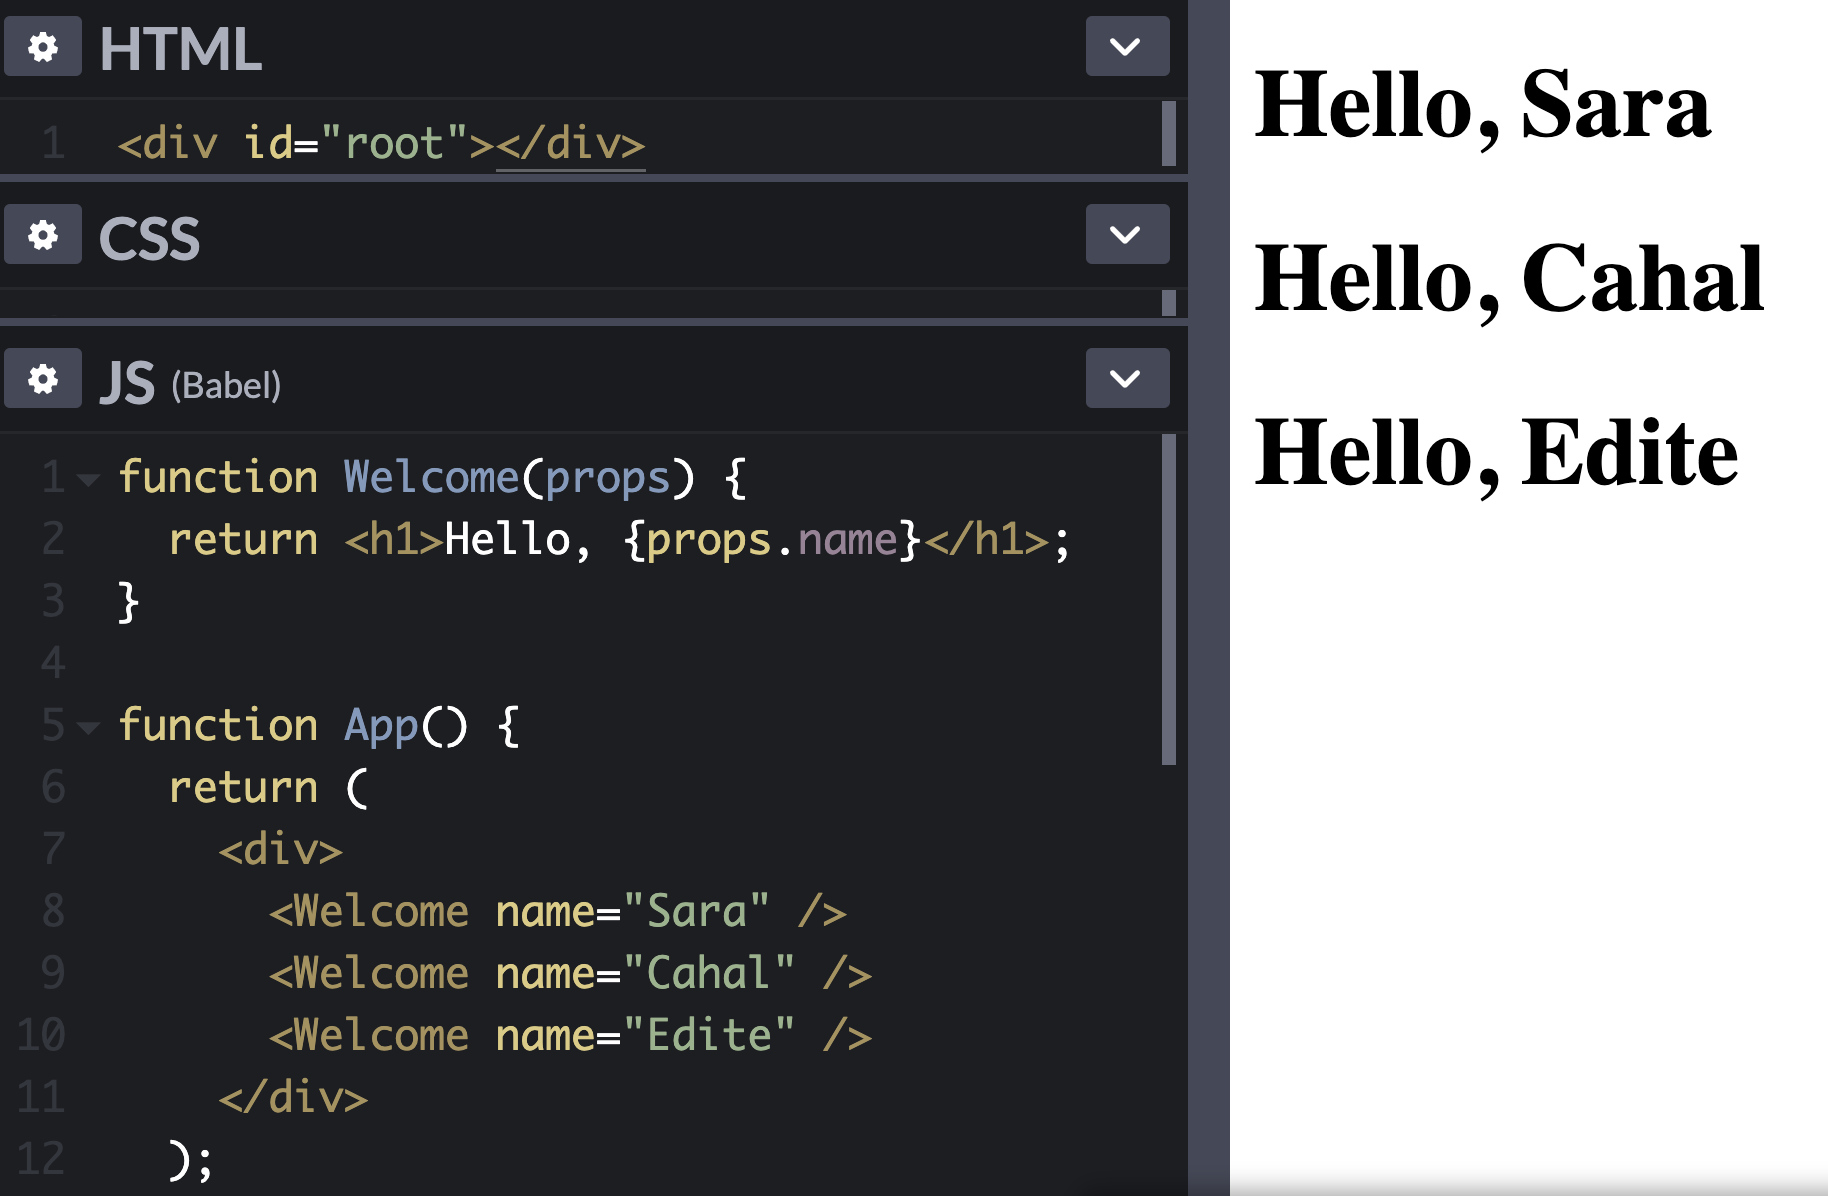 HTML
1 <div id="root"></div>
CSS
JS (Babel)
1 function Welcome(props) {
2   return <h1>Hello, {props.name}</h1>;
3 }
4
5 function App() {
6   return (
7     <div>
8       <Welcome name="Sara" />
9       <Welcome name="Cahal" />
10       <Welcome name="Edite" />
11     </div>
12   );
Hello, Sara
Hello, Cahal
Hello, Edite